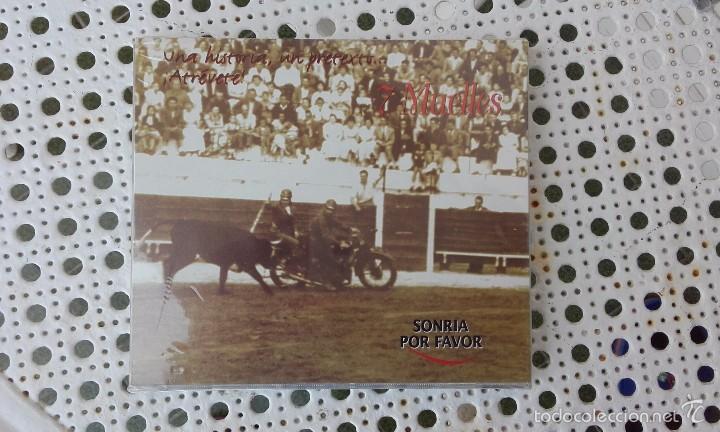 Una historia, un pretexto...
¡Atrévete!
7 Muelles
SONRIA
POR FAVOR
todocoleccion.net